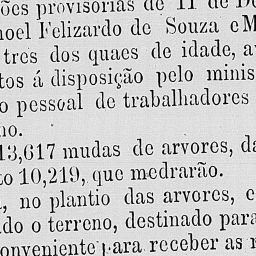 ões provisorias de 11 de D
noel Felizardo de Souza e M
tres dos quaes de idade, a
tos á disposição pelo minis
o pessoal de trabalhadores
no.
13,617 mudas de arvores, d
to 10,219, que medrarão.
, no plantio das arvores, e
do o terreno, destinado para
onveniente para receber as